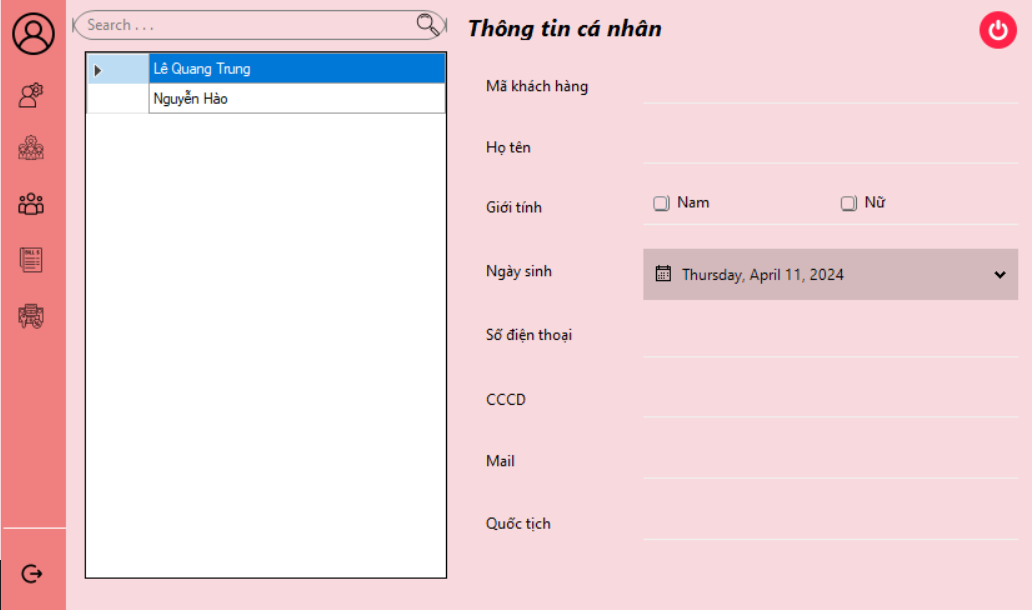 Search . . .
Lê Quang Trung
Nguyễn Hào
Thông tin cá nhân
Mã khách hàng
Họ tên
Giới tính
Nam
Nữ
Ngày sinh
Thursday, April 11, 2024
Số điện thoại
CCCD
Mail
Quốc tịch